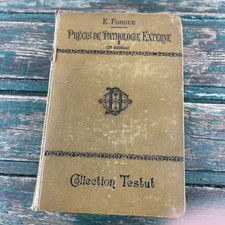 E. FORGUE
PRÉCIS DE PATHOLOGIE EXTERNE
I
Collection Testut